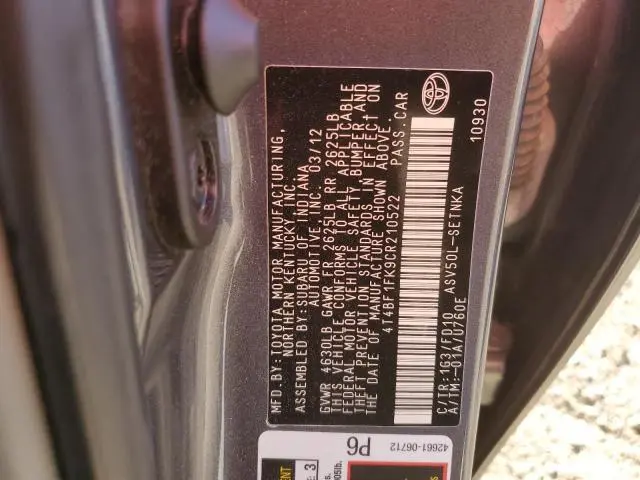 MFD.BY:TOYOTA MOTOR MANUFACTURING,
NORTHERN KENTUCKY, INC.
ASSEMBLED BY:SUBARU OF INDIANA
AUTOMOTIVE, INC. 03/12
GVWR 4630LB GAWR FR 2625LB RR 2625LB
THIS VEHICLE CONFORMS TO ALL APPLICABLE
FEDERAL MOTOR VEHICLE SAFETY, BUMPER, AND
THEFT PREVENTION STANDARDS IN EFFECT ON
THE DATE OF MANUFACTURE SHOWN ABOVE.
4T4BF1FK9CR210522 PASS.CAR
C/TR:1G3/FD10 ASV50L-SETNKA
A/TM:-01A/U760E 10930
P6
42661-06712
3